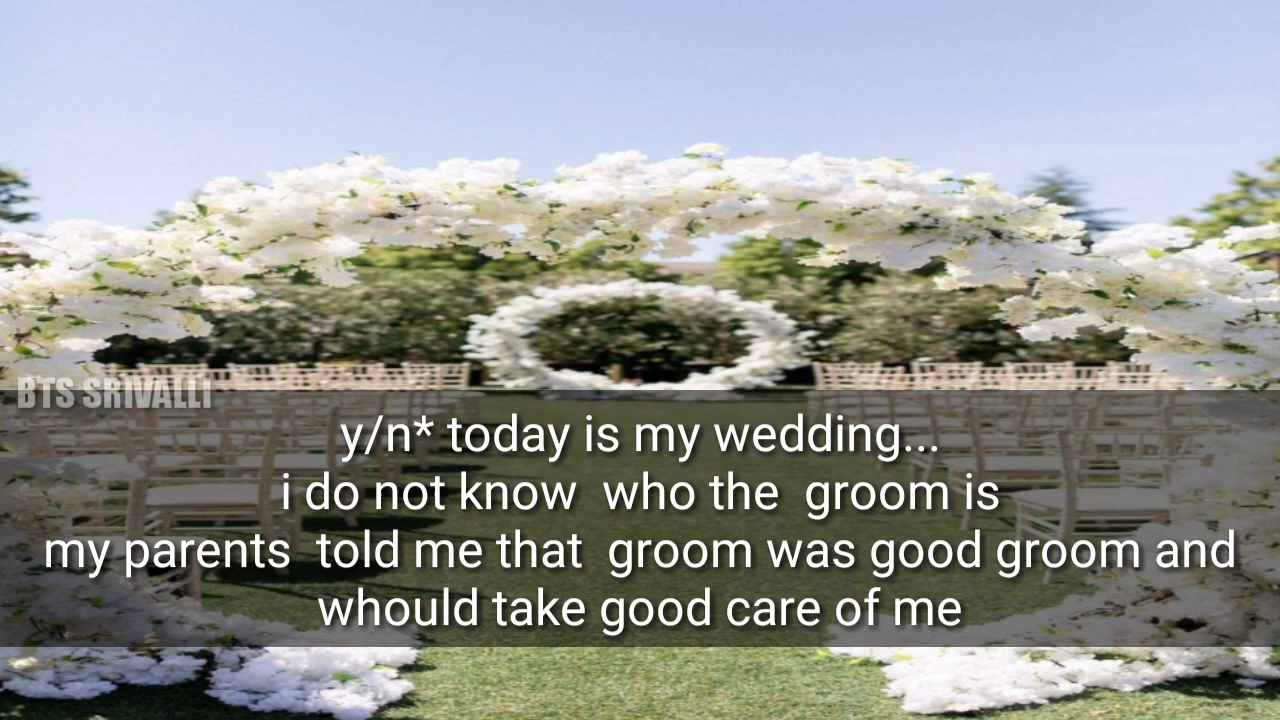 BTS SRIVALLI
y/n* today is my wedding...
i do not know who the groom is
my parents told me that groom was good groom and
whould take good care of me